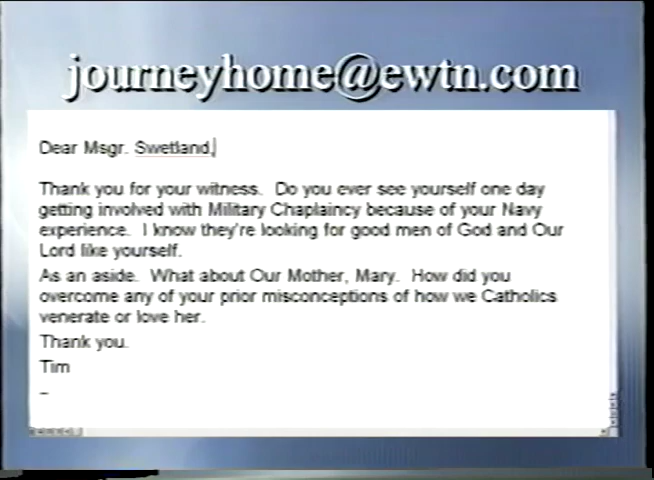 journeyhome@ewtn.com
Dear Msgr. Swetland,
Thank you for your witness. Do you ever see yourself one day
getting involved with Military Chaplaincy because of your Navy
experience. I know they're looking for good men of God and Our
Lord like yourself.
As an aside. What about Our Mother, Mary. How did you
overcome any of your prior misconceptions of how we Catholics
venerate or love her.
Thank you.
Tim